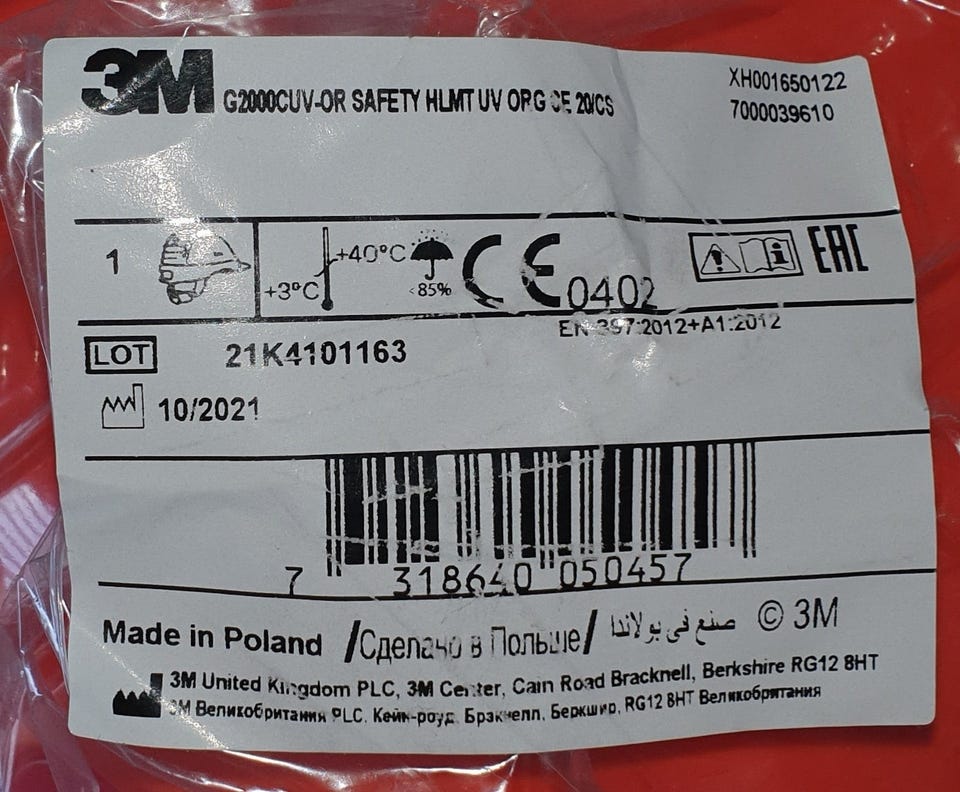 3M G2000CUV-OR SAFETY HLMT UV ORG CE 20/CS
XH001650122
7000039610
1
+3°C +40°C
<85%
CE 0402
EAC
EN 397:2012+A1:2012
LOT 21K4101163
10/2021
7 318640 050457
Made in Poland /Сделано в Польше/ صنع في بولاندا © 3M
3M United Kingdom PLC, 3M Center, Cain Road Bracknell, Berkshire RG12 8HT
3М Великобритания PLC, Кейн-роуд, Брэкнелл, Беркшир, RG12 8HT Великобритания